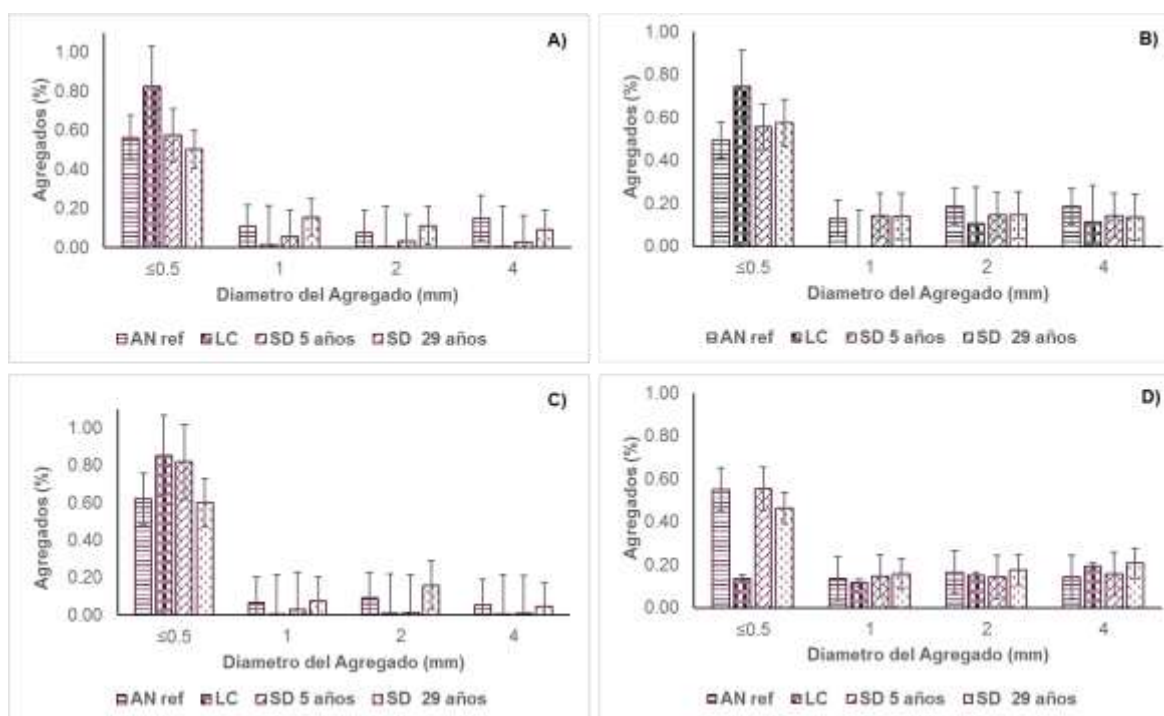 A)
1.00
0.80
0.60
0.40
0.20
0.00
Agregados (%)
≤0.5 1 2 4
Diametro del Agregado (mm)
AN ref LC SD 5 años SD 29 años
B)
1.00
0.80
0.60
0.40
0.20
0.00
Agregados (%)
≤0.5 1 2 4
Diametro del Agregado (mm)
AN ref LC SD 5 años SD 29 años
C)
1.00
0.80
0.60
0.40
0.20
0.00
Agregados (%)
≤0.5 1 2 4
Diametro del Agregado (mm)
AN ref LC SD 5 años SD 29 años
D)
1.00
0.80
0.60
0.40
0.20
0.00
Agregados (%)
≤0.5 1 2 4
Diametro del Agregado (mm)
AN ref LC SD 5 años SD 29 años